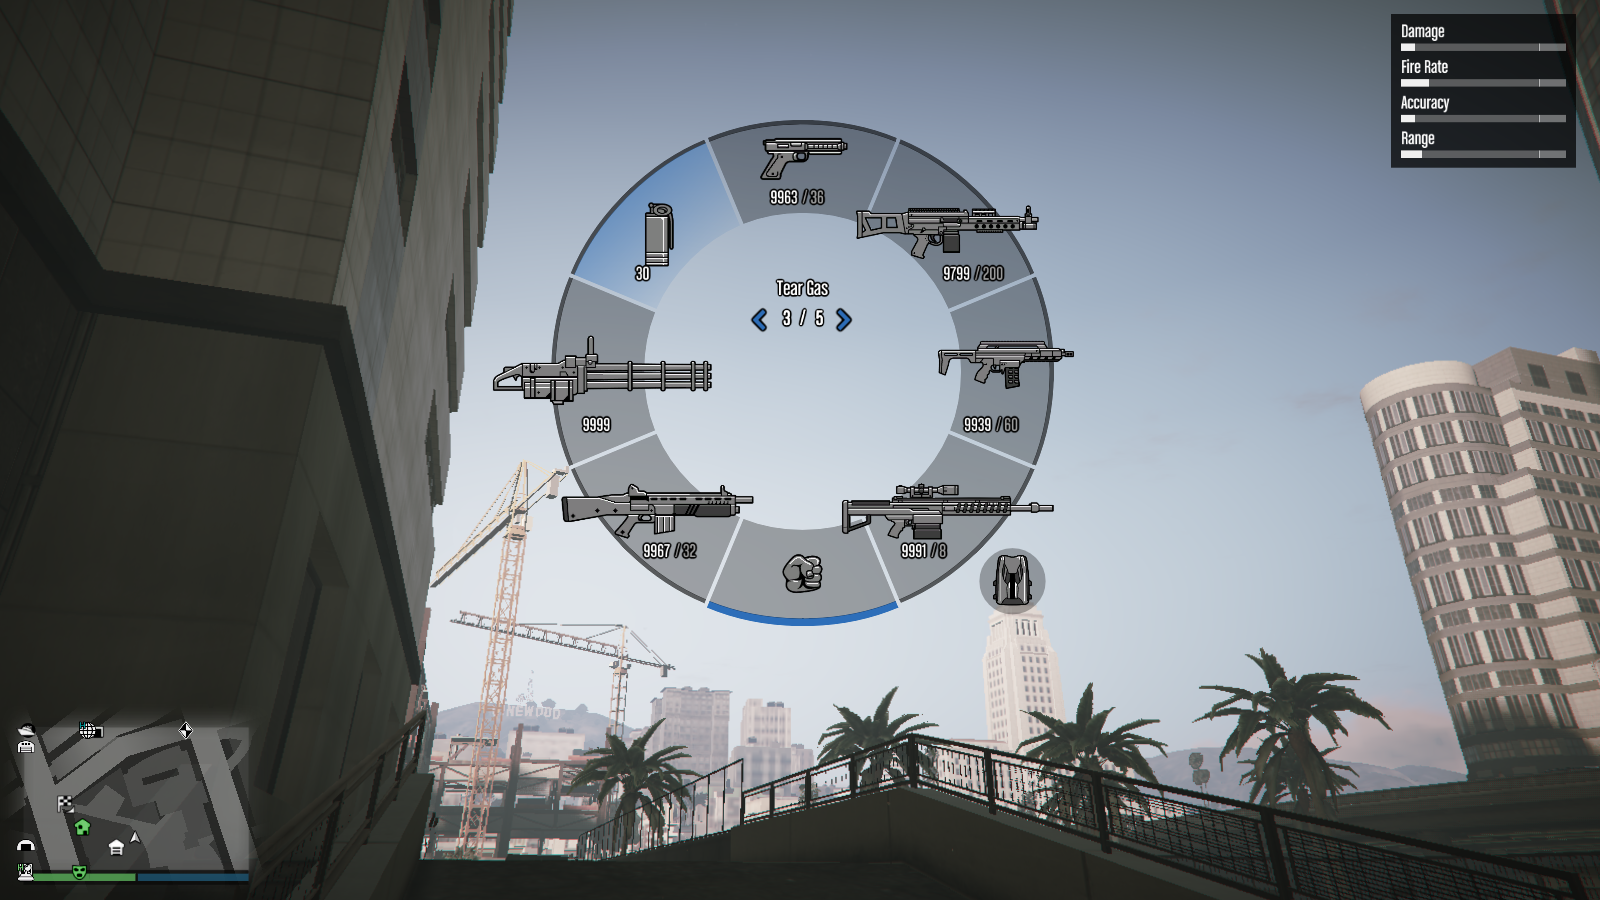 Damage
Fire Rate
Accuracy
Range
9963 / 36
30
9799 / 200
Tear Gas
3 / 5
9999
9939 / 60
9967 / 32
9991 / 8
NEWOOD